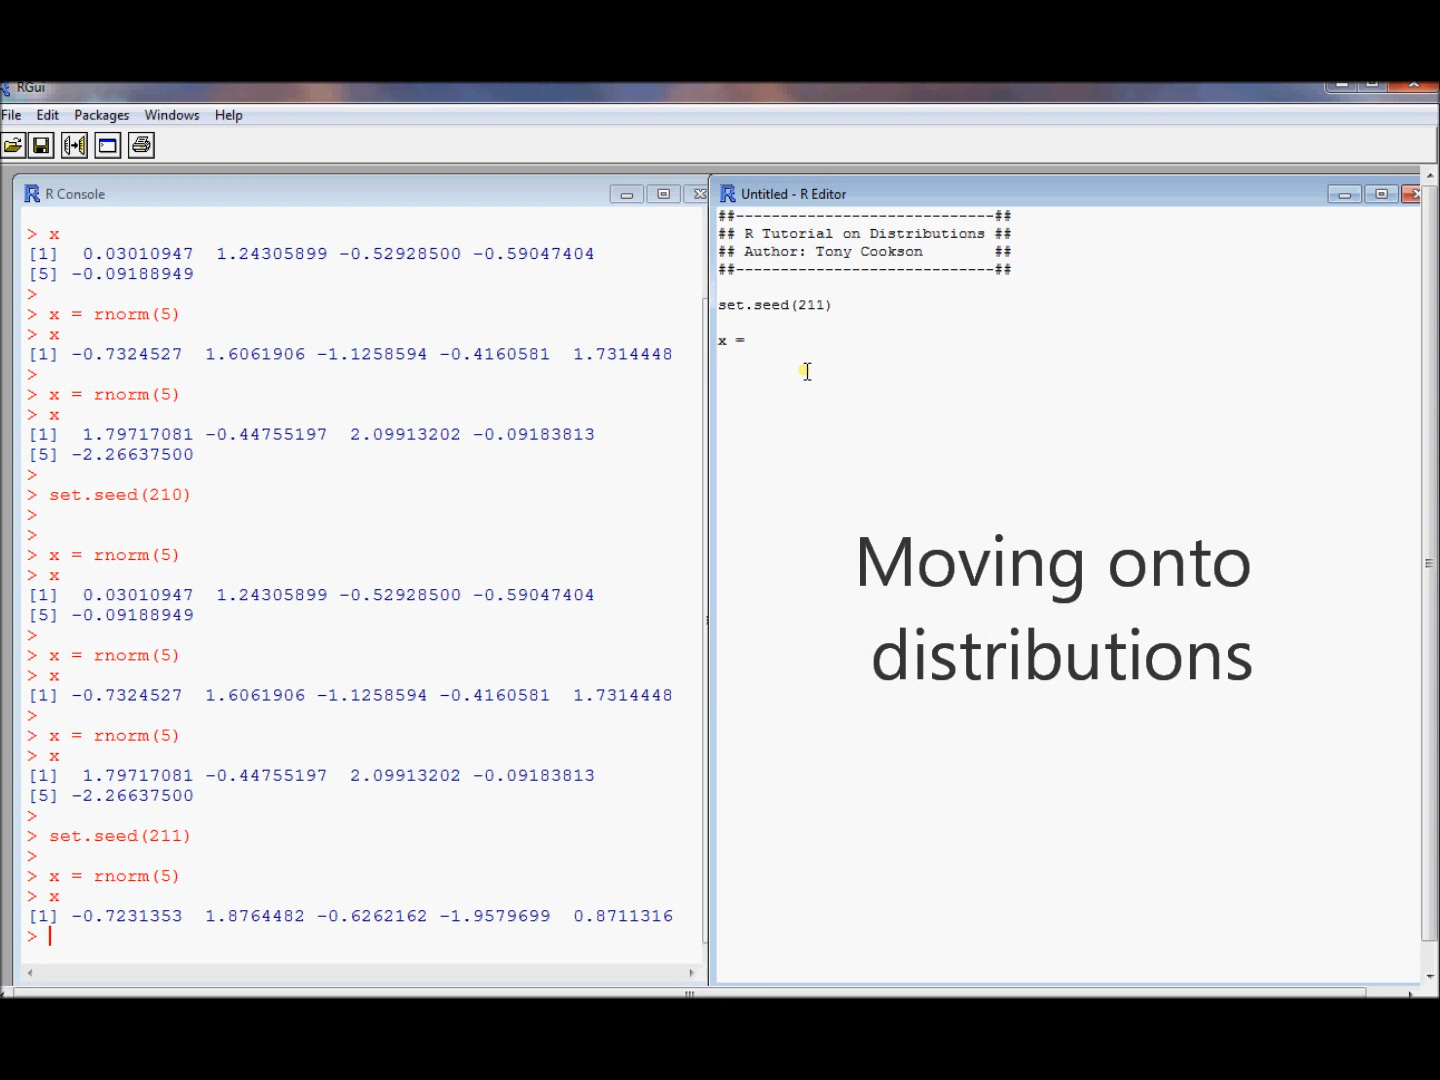 RGui
File Edit Packages Windows Help
R Console
> x
[1] 0.03010947 1.24305899 -0.52928500 -0.59047404
[5] -0.09188949
>
> x = rnorm(5)
> x
[1] -0.7324527 1.6061906 -1.1258594 -0.4160581 1.7314448
>
> x = rnorm(5)
> x
[1] 1.79717081 -0.44755197 2.09913202 -0.09183813
[5] -2.26637500
>
> set.seed(210)
>
>
> x = rnorm(5)
> x
[1] 0.03010947 1.24305899 -0.52928500 -0.59047404
[5] -0.09188949
>
> x = rnorm(5)
> x
[1] -0.7324527 1.6061906 -1.1258594 -0.4160581 1.7314448
>
> x = rnorm(5)
> x
[1] 1.79717081 -0.44755197 2.09913202 -0.09183813
[5] -2.26637500
>
> set.seed(211)
>
> x = rnorm(5)
> x
[1] -0.7231353 1.8764482 -0.6262162 -1.9579699 0.8711316
>
Untitled - R Editor
##-----------------------------##
## R Tutorial on Distributions ##
## Author: Tony Cookson ##
##-----------------------------##
set.seed(211)
x =
Moving onto
distributions